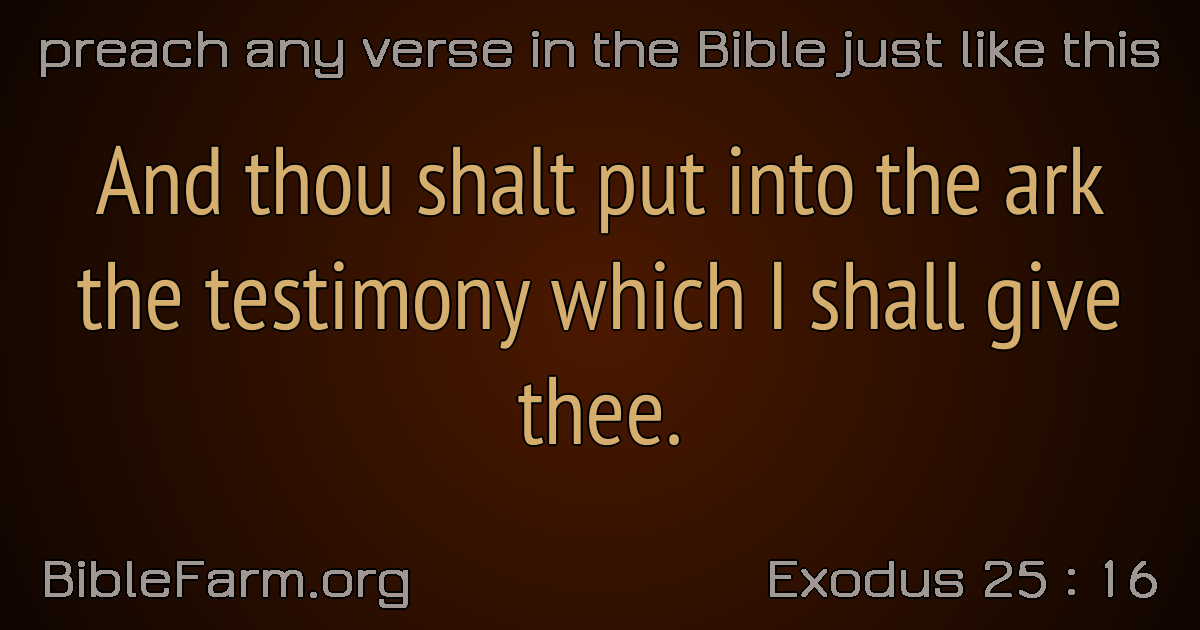 preach any verse in the Bible just like this
And thou shalt put into the ark
the testimony which I shall give
thee.
BibleFarm.org
Exodus 25 : 16